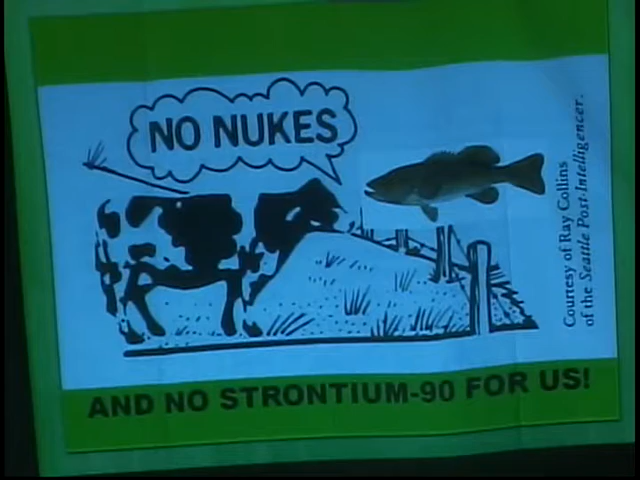 NO NUKES
Courtesy of Ray Collins
of the Seattle Post-Intelligencer.
AND NO STRONTIUM-90 FOR US!